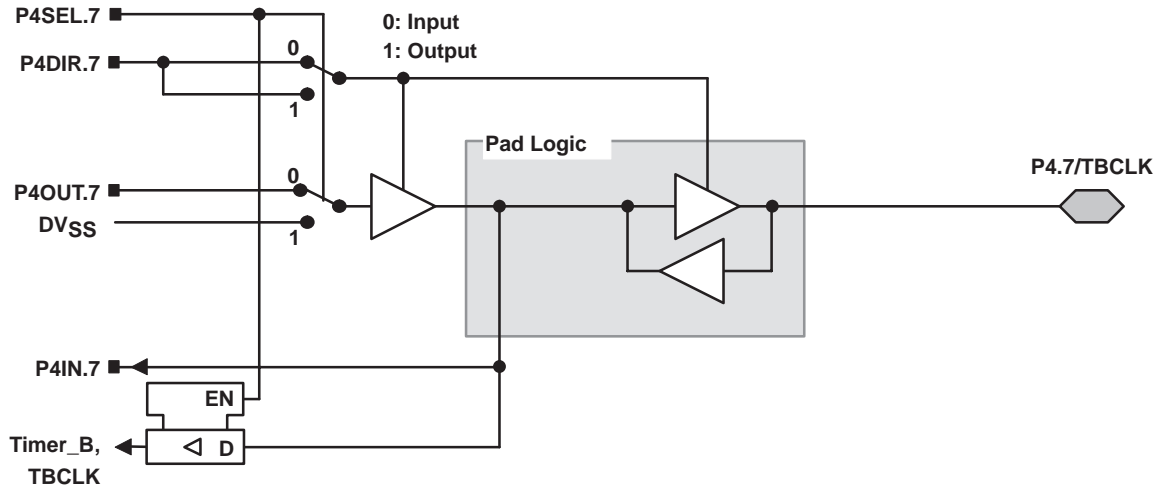 P4SEL.7
0: Input
1: Output
P4DIR.7
0
1
Pad Logic
P4OUT.7
0
DVSS
1
P4.7/TBCLK
P4IN.7
EN
D
Timer_B,
TBCLK